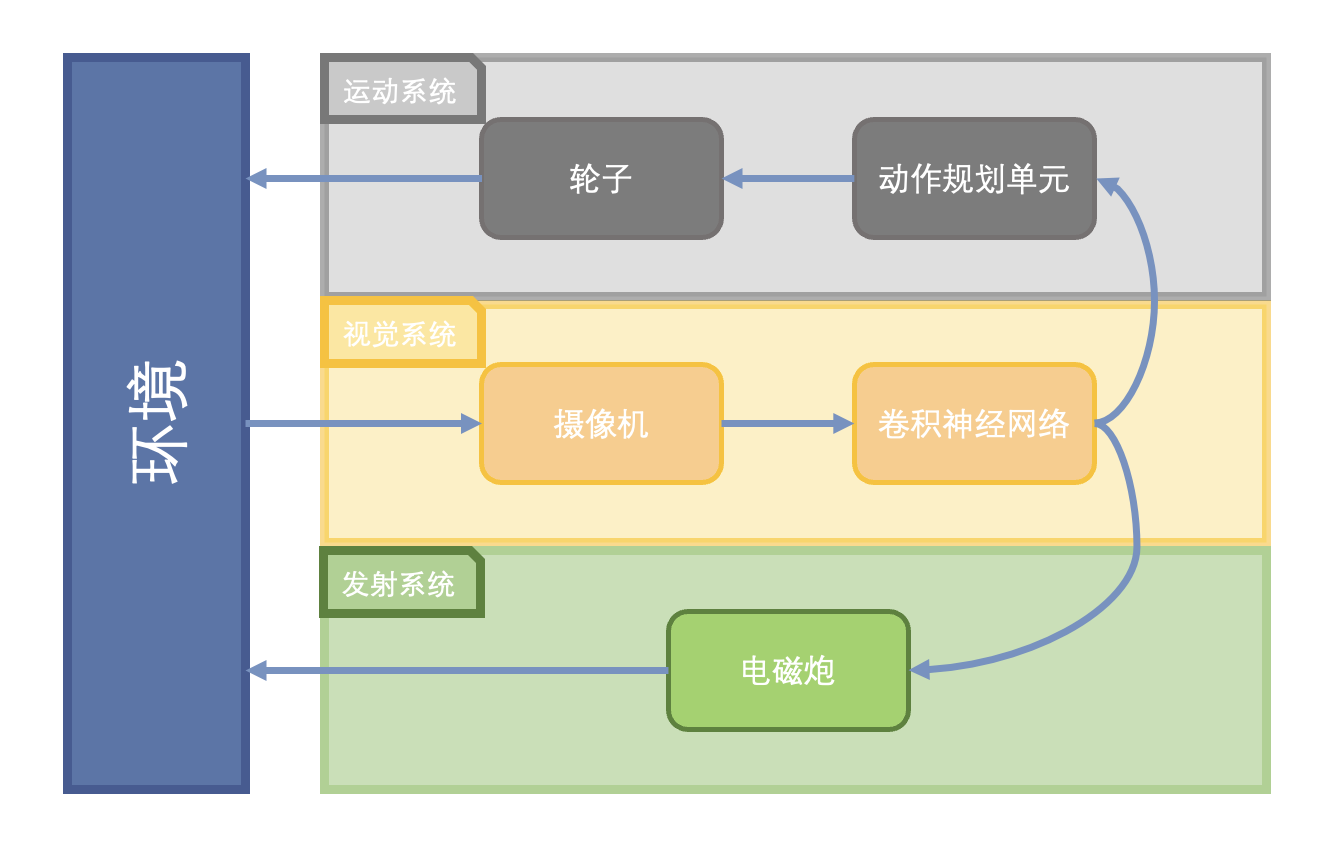 环境
运动系统
轮子
动作规划单元
视觉系统
摄像机
卷积神经网络
发射系统
电磁炮